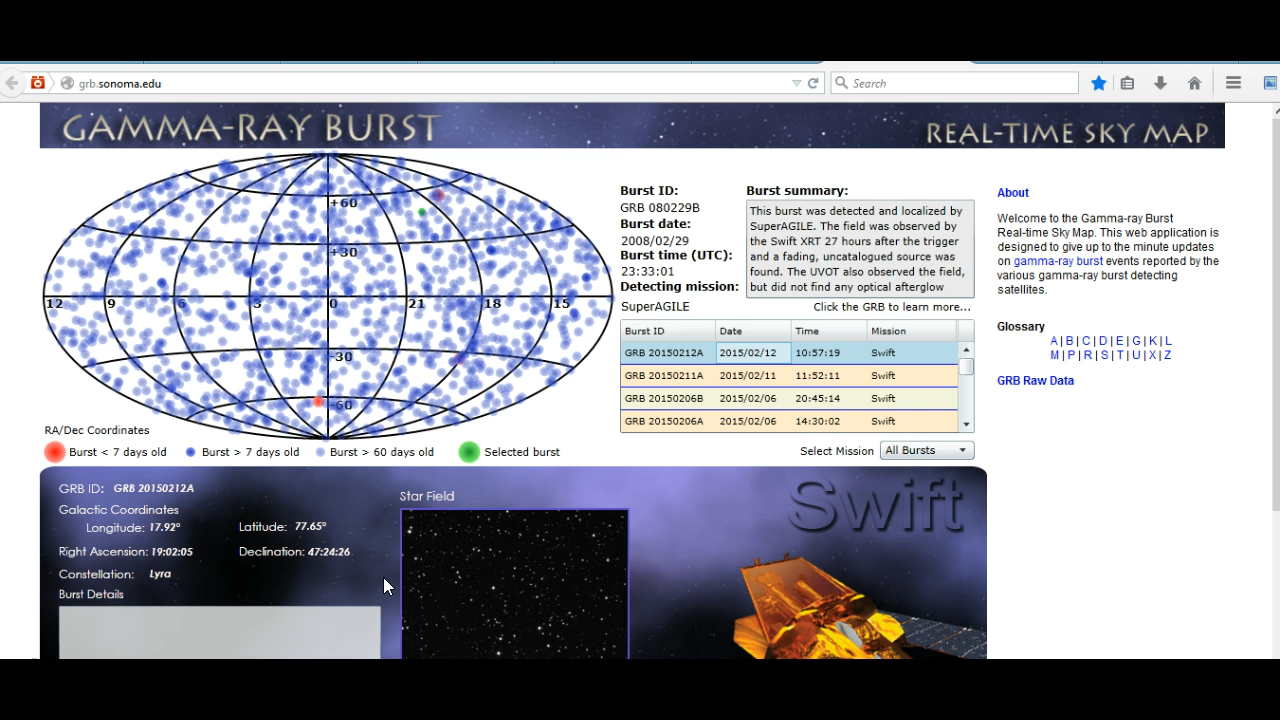 grb.sonoma.edu
Search
GAMMA-RAY BURST
REAL-TIME SKY MAP
+60
+30
12 9 6 3 0 21 18 15
-30
-60
RA/Dec Coordinates
Burst < 7 days old
Burst > 7 days old
Burst > 60 days old
Selected burst
Burst ID:
GRB 080229B
Burst date:
2008/02/29
Burst time (UTC):
23:33:01
Detecting mission:
SuperAGILE
Burst summary:
This burst was detected and localized by
SuperAGILE. The field was observed by
the Swift XRT 27 hours after the trigger
and a fading, uncatalogued source was
found. The UVOT also observed the field,
but did not find any optical afterglow
Click the GRB to learn more...
Burst ID Date Time Mission
GRB 20150212A 2015/02/12 10:57:19 Swift
GRB 20150211A 2015/02/11 11:52:11 Swift
GRB 20150206B 2015/02/06 20:45:14 Swift
GRB 20150206A 2015/02/06 14:30:02 Swift
Select Mission All Bursts
About
Welcome to the Gamma-ray Burst
Real-time Sky Map. This web application is
designed to give up to the minute updates
on gamma-ray burst events reported by the
various gamma-ray burst detecting
satellites.
Glossary
A | B | C | D | E | G | K | L
M | P | R | S | T | U | X | Z
GRB Raw Data
GRB ID: GRB 20150212A
Galactic Coordinates
Longitude: 17.92° Latitude: 77.65°
Right Ascension: 19:02:05 Declination: 47:24:26
Constellation: Lyra
Burst Details
Star Field
Swift